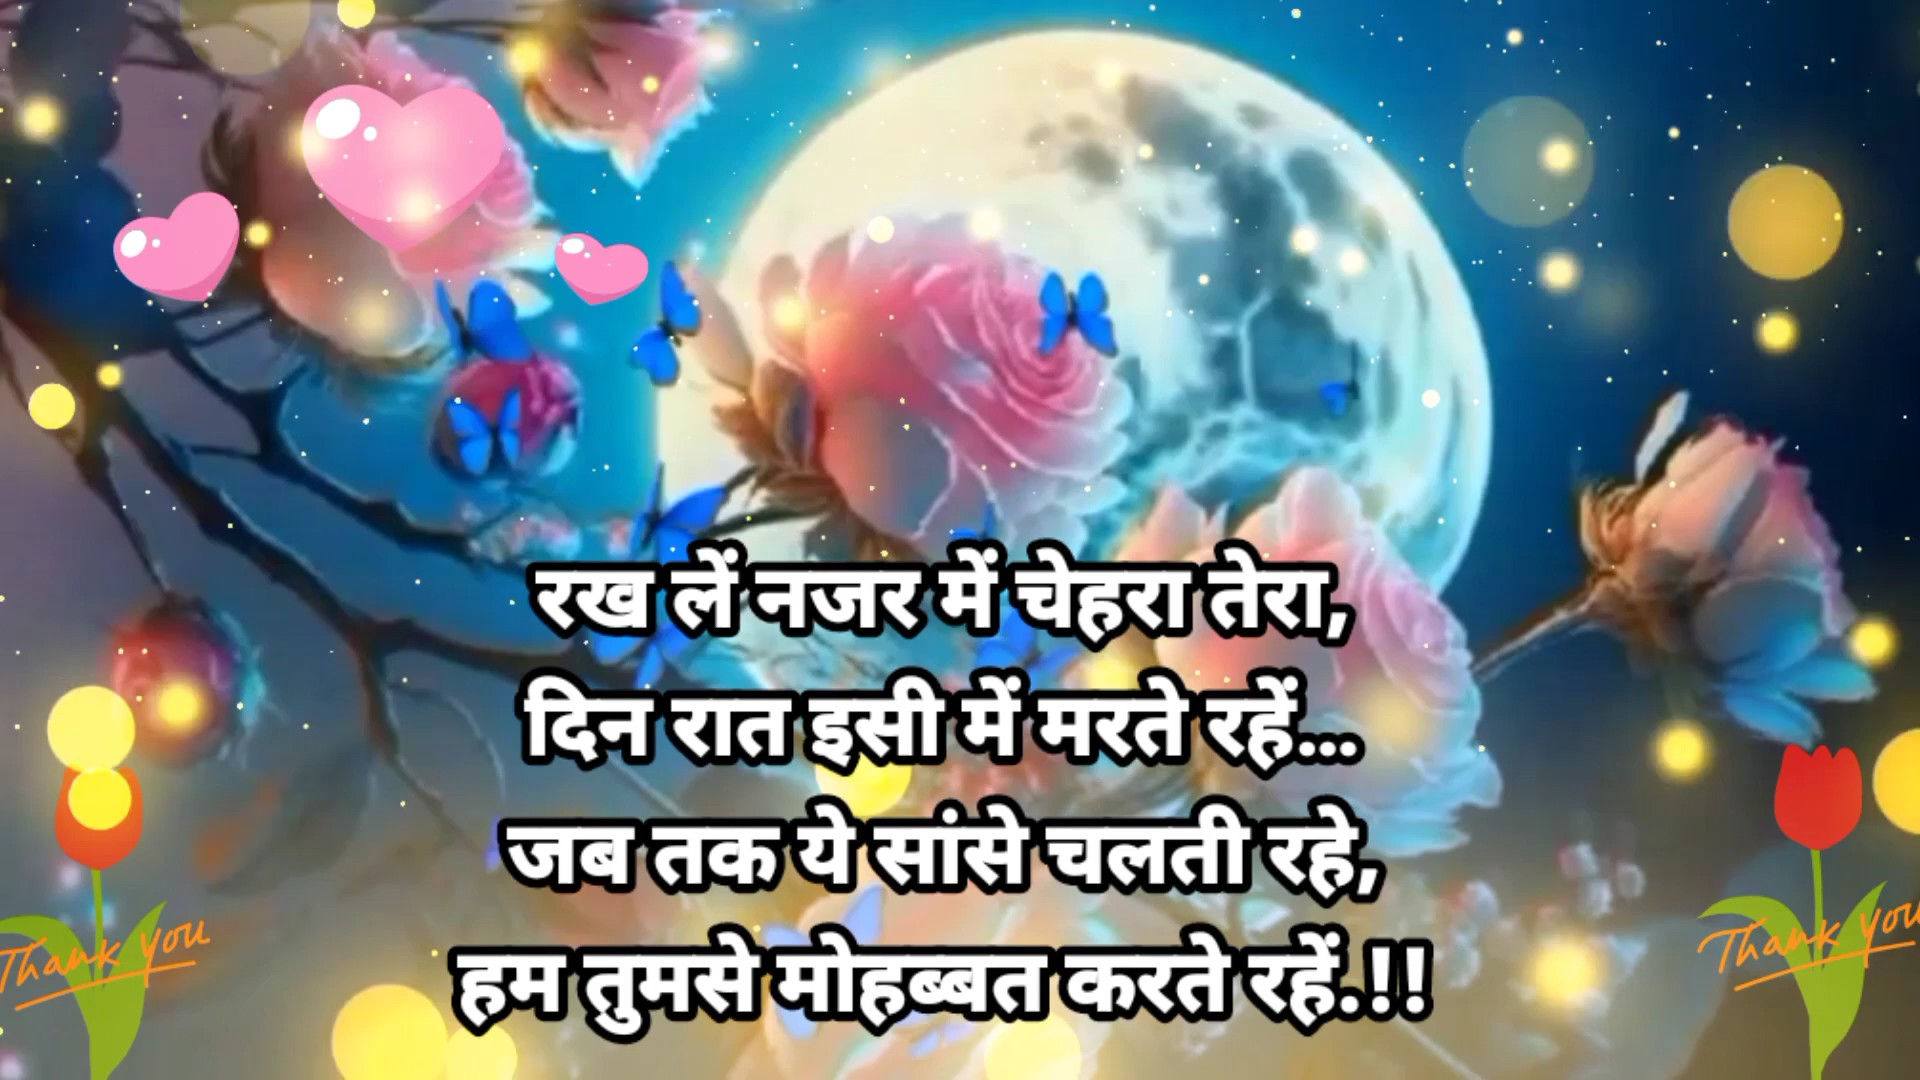 रख लें नजर में चेहरा तेरा,
दिन रात इसी में मरते रहें...
जब तक ये सांसे चलती रहे,
हम तुमसे मोहब्बत करते रहें.!!
Thank You
Thank You